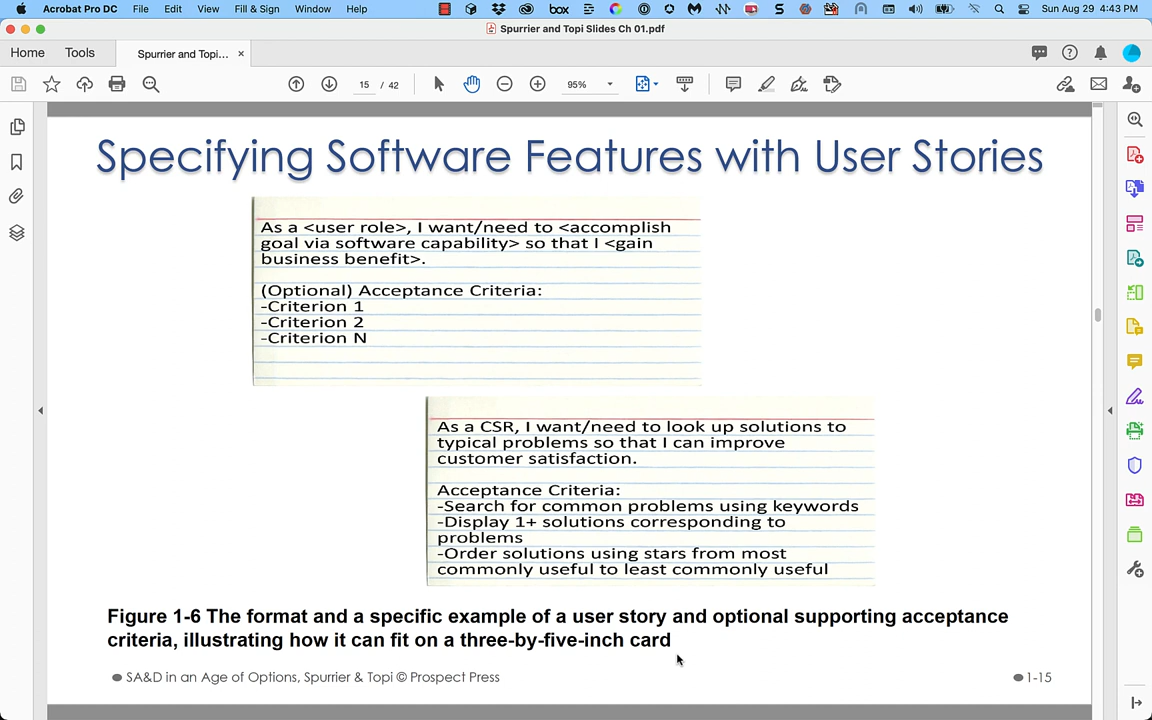 Acrobat Pro DC File Edit View Fill & Sign Window Help box Sun Aug 29 4:43 PM
Spurrier and Topi Slides Ch 01.pdf
Home Tools Spurrier and Topi... ×
15 / 42 95%
Specifying Software Features with User Stories
As a <user role>, I want/need to <accomplish
goal via software capability> so that I <gain
business benefit>.
(Optional) Acceptance Criteria:
-Criterion 1
-Criterion 2
-Criterion N
As a CSR, I want/need to look up solutions to
typical problems so that I can improve
customer satisfaction.
Acceptance Criteria:
-Search for common problems using keywords
-Display 1+ solutions corresponding to
problems
-Order solutions using stars from most
commonly useful to least commonly useful
Figure 1-6 The format and a specific example of a user story and optional supporting acceptance
criteria, illustrating how it can fit on a three-by-five-inch card
SA&D in an Age of Options, Spurrier & Topi © Prospect Press
1-15